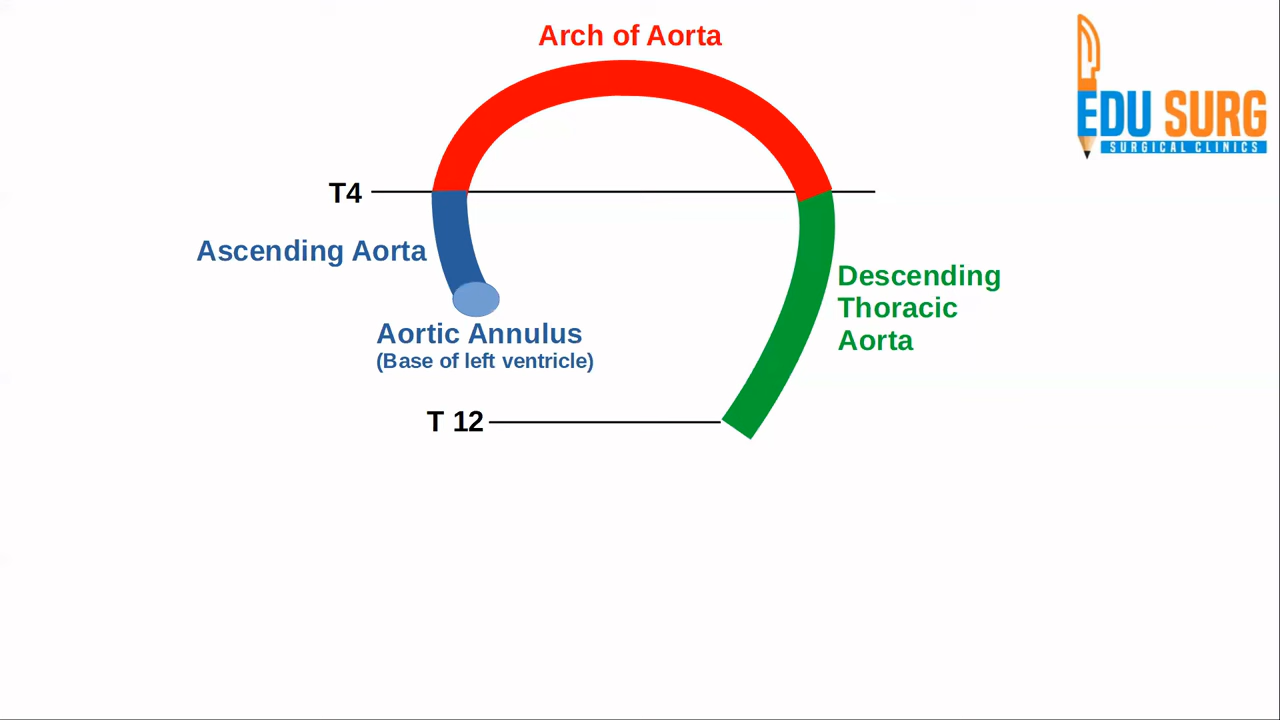 Arch of Aorta
EDU SURG
SURGICAL CLINICS
T4
Ascending Aorta
Descending
Thoracic
Aorta
Aortic Annulus
(Base of left ventricle)
T 12